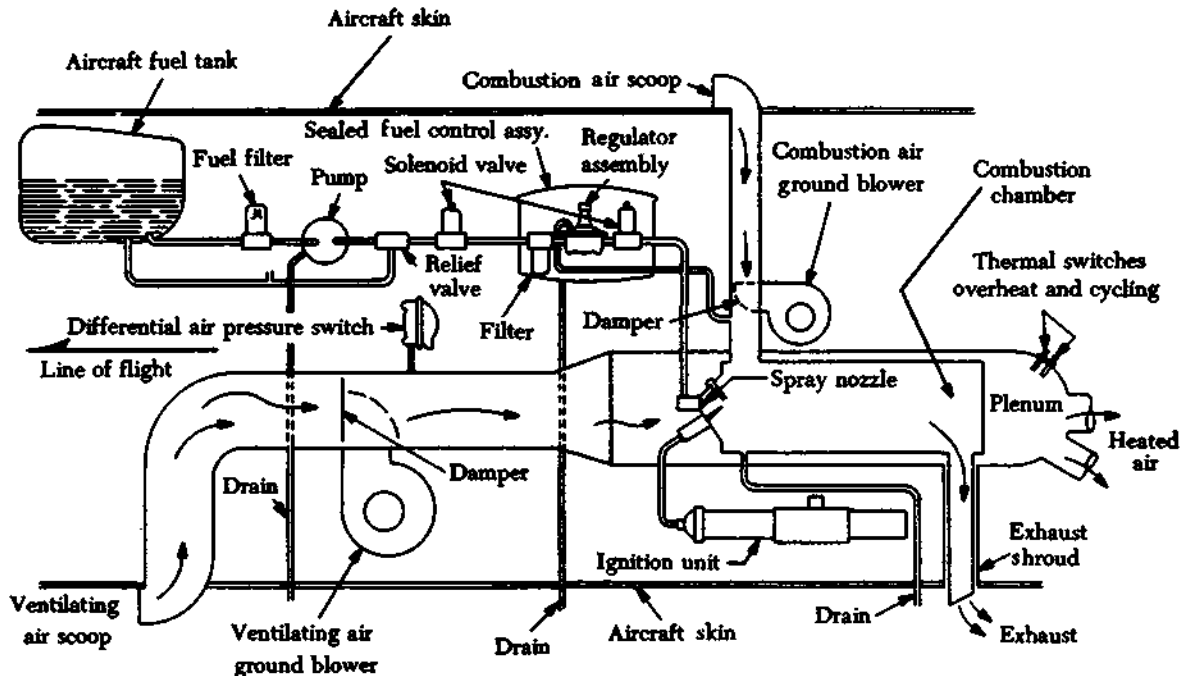 Aircraft skin
Aircraft fuel tank
Combustion air scoop
Sealed fuel control assy.
Regulator
assembly
Fuel filter
Solenoid valve
Pump
Combustion air
ground blower
Combustion
chamber
Relief
valve
Thermal switches
overheat and cycling
Differential air pressure switch
Filter
Damper
Line of flight
Spray nozzle
Plenum
Heated
air
Drain
Damper
Ignition unit
Exhaust
shroud
Ventilating
air scoop
Ventilating air
ground blower
Drain
Aircraft skin
Drain
Exhaust